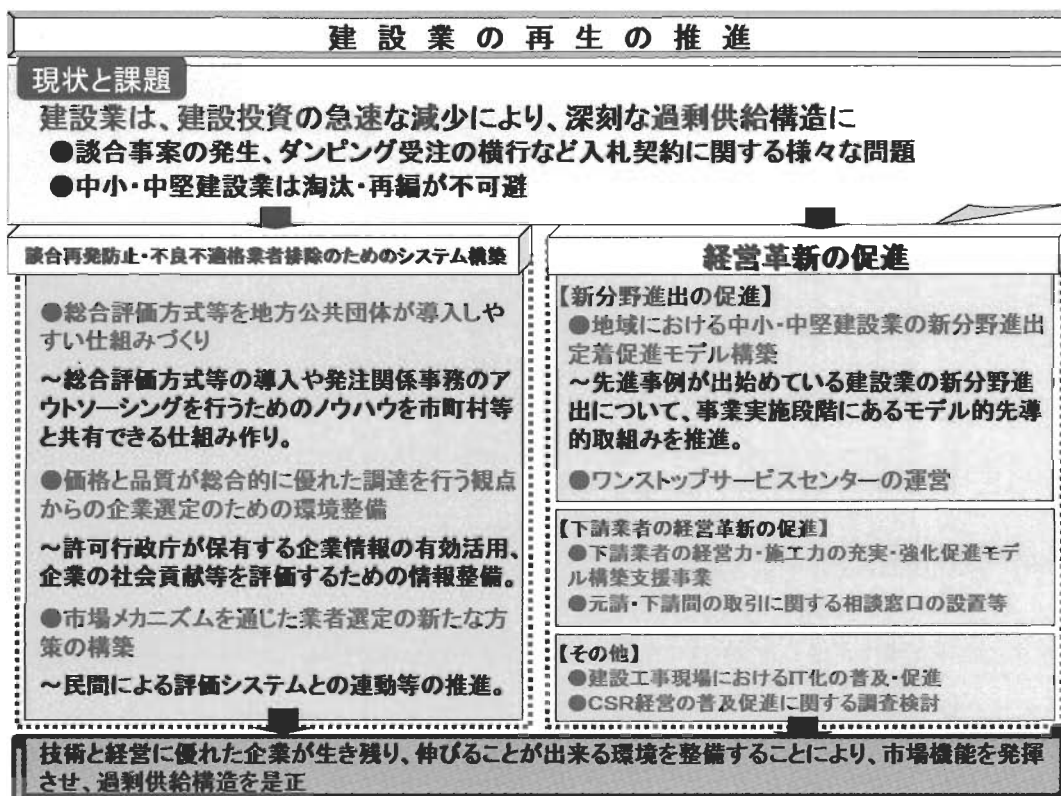 建設業の再生の推進
現状と課題
建設業は、建設投資の急速な減少により、深刻な過剰供給構造に
●談合事案の発生、ダンピング受注の横行など入札契約に関する様々な問題
●中小・中堅建設業は淘汰・再編が不可避
談合再発防止・不良不適格業者排除のためのシステム構築
●総合評価方式等を地方公共団体が導入しや
すい仕組みづくり
～総合評価方式等の導入や発注関係事務のア
ウトソーシングを行うためのノウハウを市町村等
と共有できる仕組み作り。
●価格と品質が総合的に優れた調達を行う観点
からの企業選定のための環境整備
～許可行政庁が保有する企業情報の有効活用、
企業の社会貢献等を評価するための情報整備。
●市場メカニズムを通じた業者選定の新たな方
策の構築
～民間による評価システムとの連動等の推進。
経営革新の促進
【新分野進出の促進】
●地域における中小・中堅建設業の新分野進出
定着促進モデル構築
～先進事例が出始めている建設業の新分野進
出について、事業実施段階にあるモデル的先導
的取組みを推進。
●ワンストップサービスセンターの運営
【下請業者の経営革新の促進】
●下請業者の経営力・施工力の充実・強化促進モデ
ル構築支援事業
●元請・下請間の取引に関する相談窓口の設置等
【その他】
●建設工事現場におけるIT化の普及・促進
●CSR経営の普及促進に関する調査検討
技術と経営に優れた企業が生き残り、伸びることが出来る環境を整備することにより、市場機能を発揮
させ、過剰供給構造を是正